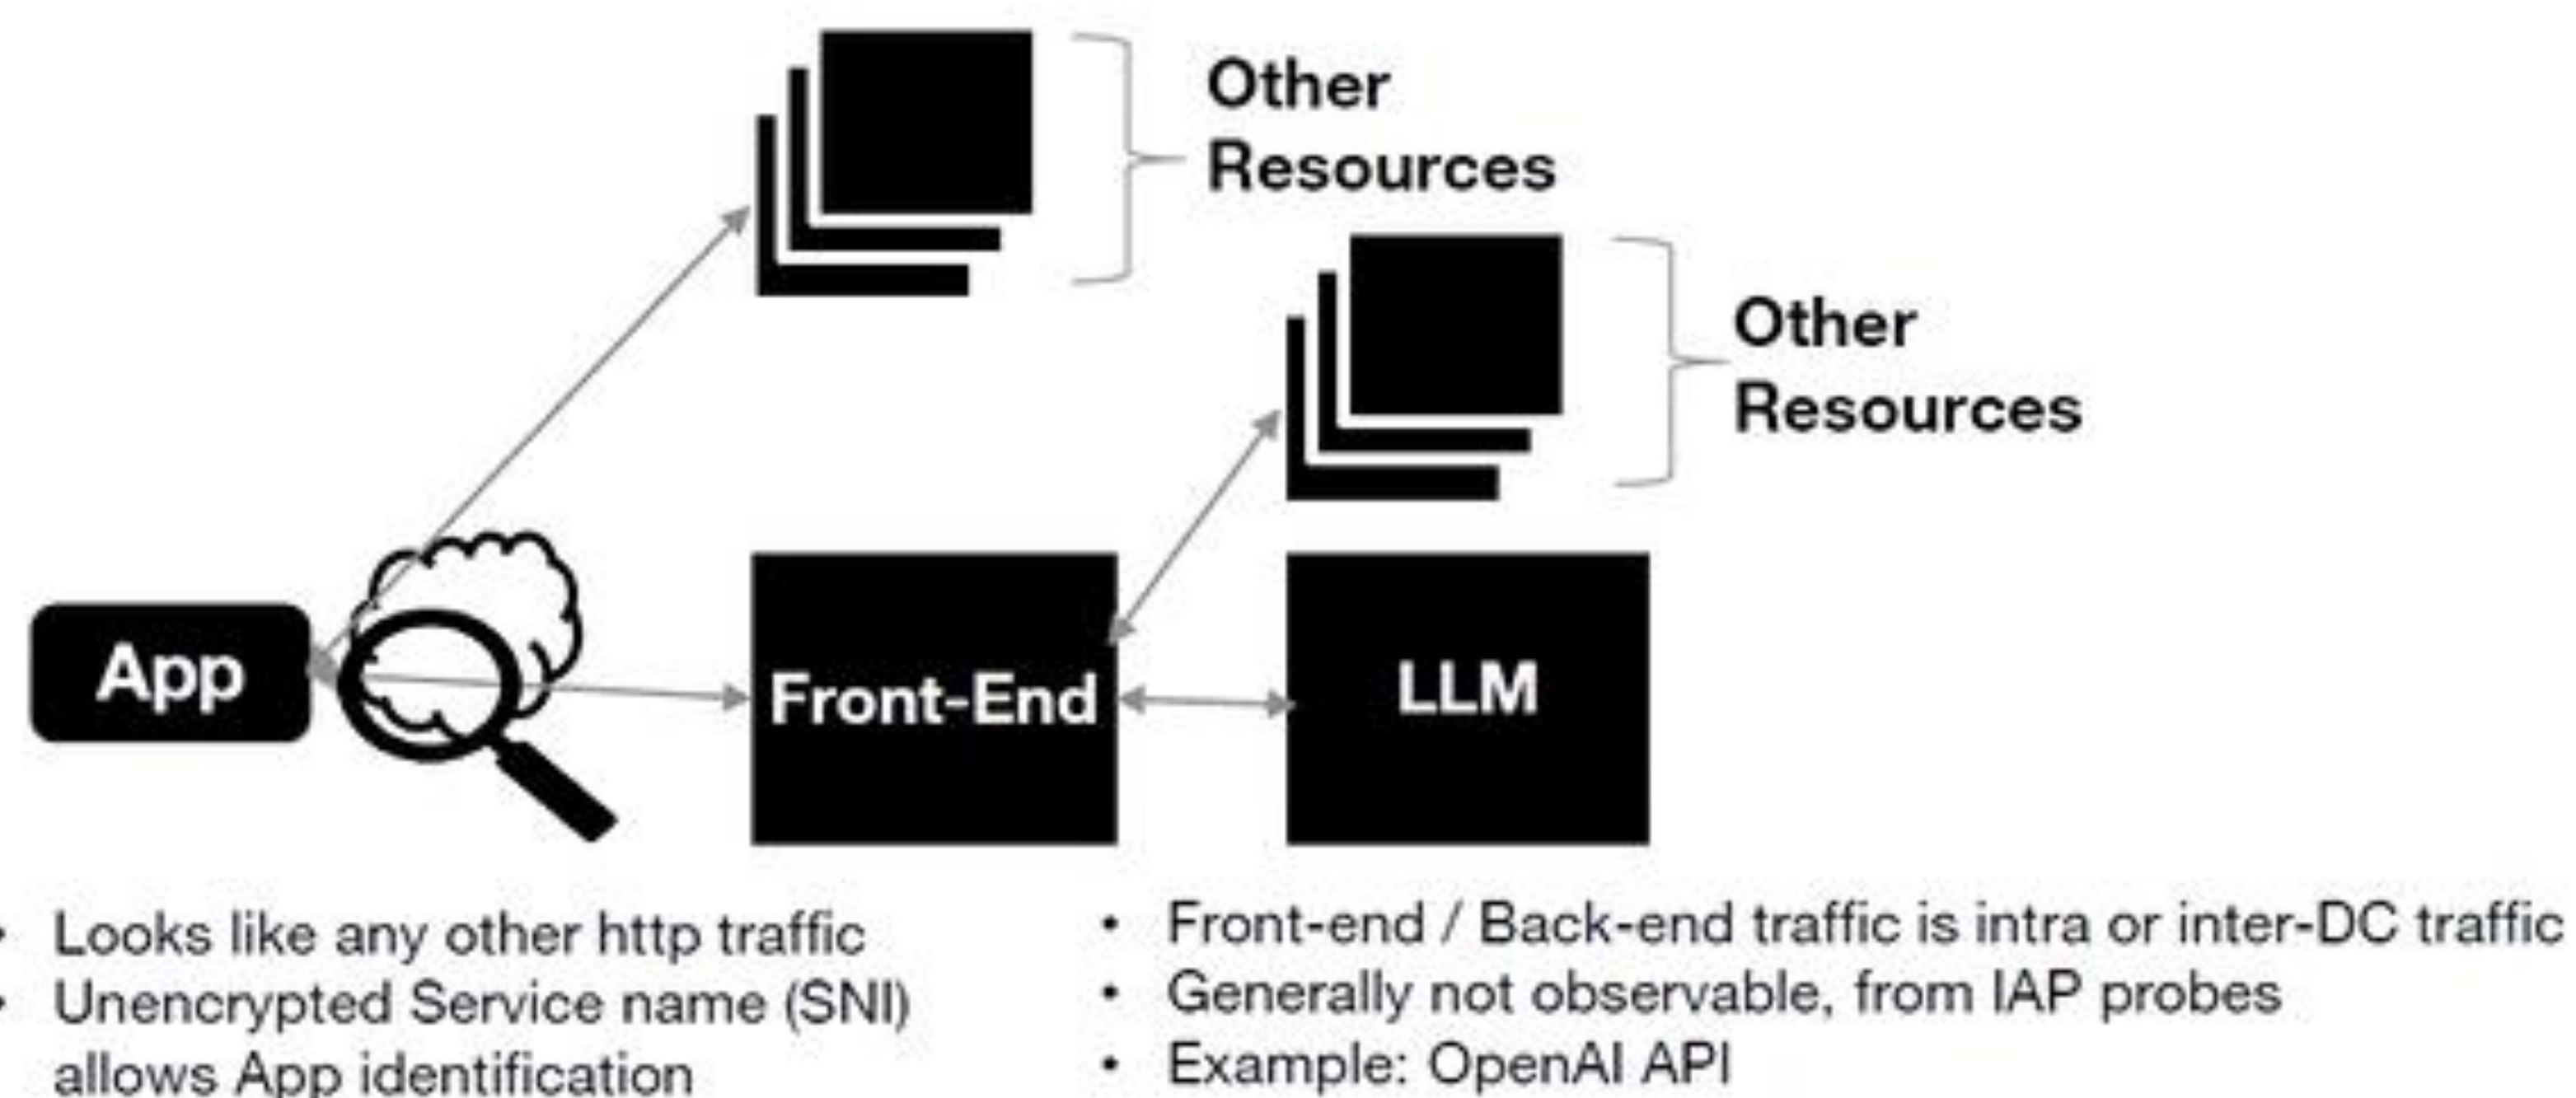 Other
Resources
Other
Resources
App
Front-End
LLM
• Looks like any other http traffic
• Unencrypted Service name (SNI)
allows App identification
• Front-end / Back-end traffic is intra or inter-DC traffic
• Generally not observable, from IAP probes
• Example: OpenAI API